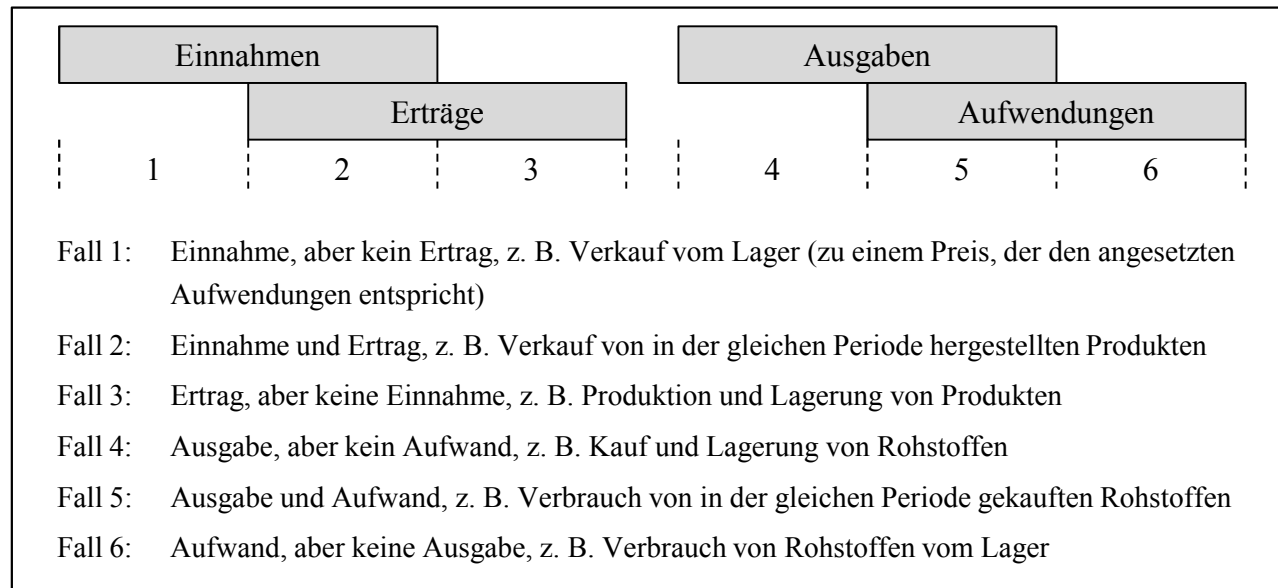 Einnahmen Ausgaben
Erträge Aufwendungen
1 2 3 4 5 6
Fall 1: Einnahme, aber kein Ertrag, z. B. Verkauf vom Lager (zu einem Preis, der den angesetzten
Aufwendungen entspricht)
Fall 2: Einnahme und Ertrag, z. B. Verkauf von in der gleichen Periode hergestellten Produkten
Fall 3: Ertrag, aber keine Einnahme, z. B. Produktion und Lagerung von Produkten
Fall 4: Ausgabe, aber kein Aufwand, z. B. Kauf und Lagerung von Rohstoffen
Fall 5: Ausgabe und Aufwand, z. B. Verbrauch von in der gleichen Periode gekauften Rohstoffen
Fall 6: Aufwand, aber keine Ausgabe, z. B. Verbrauch von Rohstoffen vom Lager